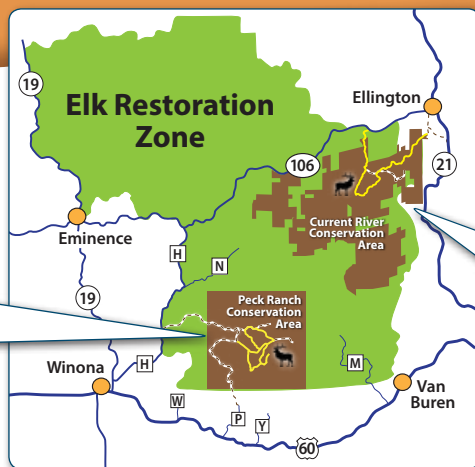 19
Elk Restoration
Zone
Ellington
106
21
Current River
Conservation
Area
Eminence
H
N
19
Peck Ranch
Conservation
Area
Winona
H
M
Van
Buren
W
P
Y
60